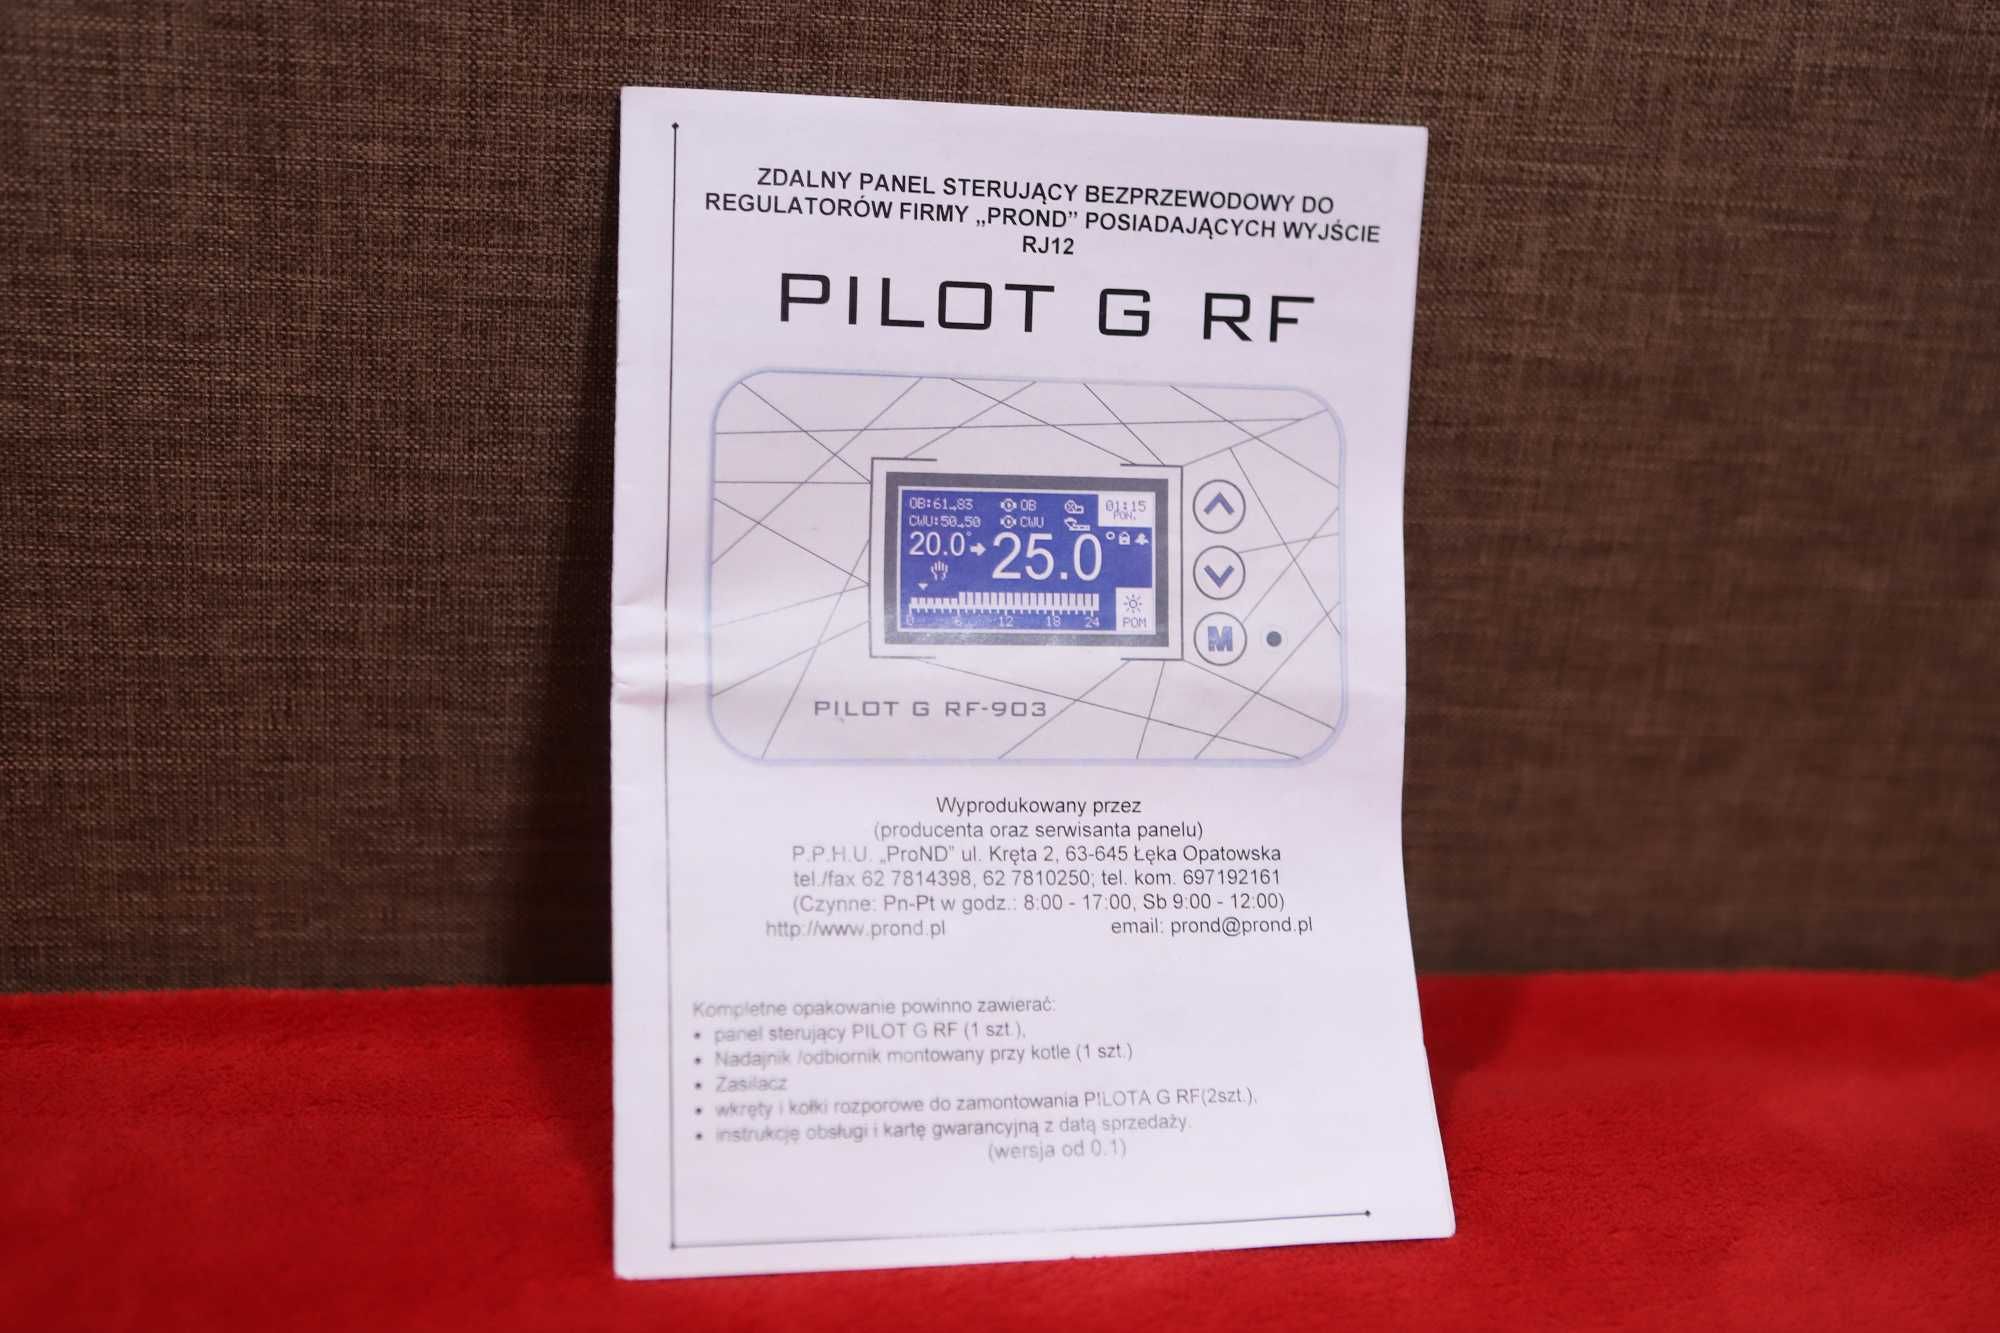 ZDALNY PANEL STERUJĄCY BEZPRZEWODOWY DO
REGULATORÓW FIRMY „PROND” POSIADAJĄCYCH WYJŚCIE
RJ12
PILOT G RF
OB:61→83 OB 01:15
CWU:50→50 CWU PON.
20.0°→25.0°
0 6 12 18 24 POM
M
PILOT G RF-903
Wyprodukowany przez
(producenta oraz serwisanta panelu)
P.P.H.U. „ProND” ul. Kręta 2, 63-645 Łęka Opatowska
tel./fax 62 7814398, 62 7810250; tel. kom. 697192161
(Czynne: Pn-Pt w godz.: 8:00 - 17:00, Sb 9:00 - 12:00)
http://www.prond.pl email: prond@prond.pl
Kompletne opakowanie powinno zawierać:
• panel sterujący PILOT G RF (1 szt.),
• Nadajnik /odbiornik montowany przy kotle (1 szt.)
• Zasilacz
• wkręty i kołki rozporowe do zamontowania PILOTA G RF(2szt.),
• instrukcję obsługi i kartę gwarancyjną z datą sprzedaży.
(wersja od 0.1)